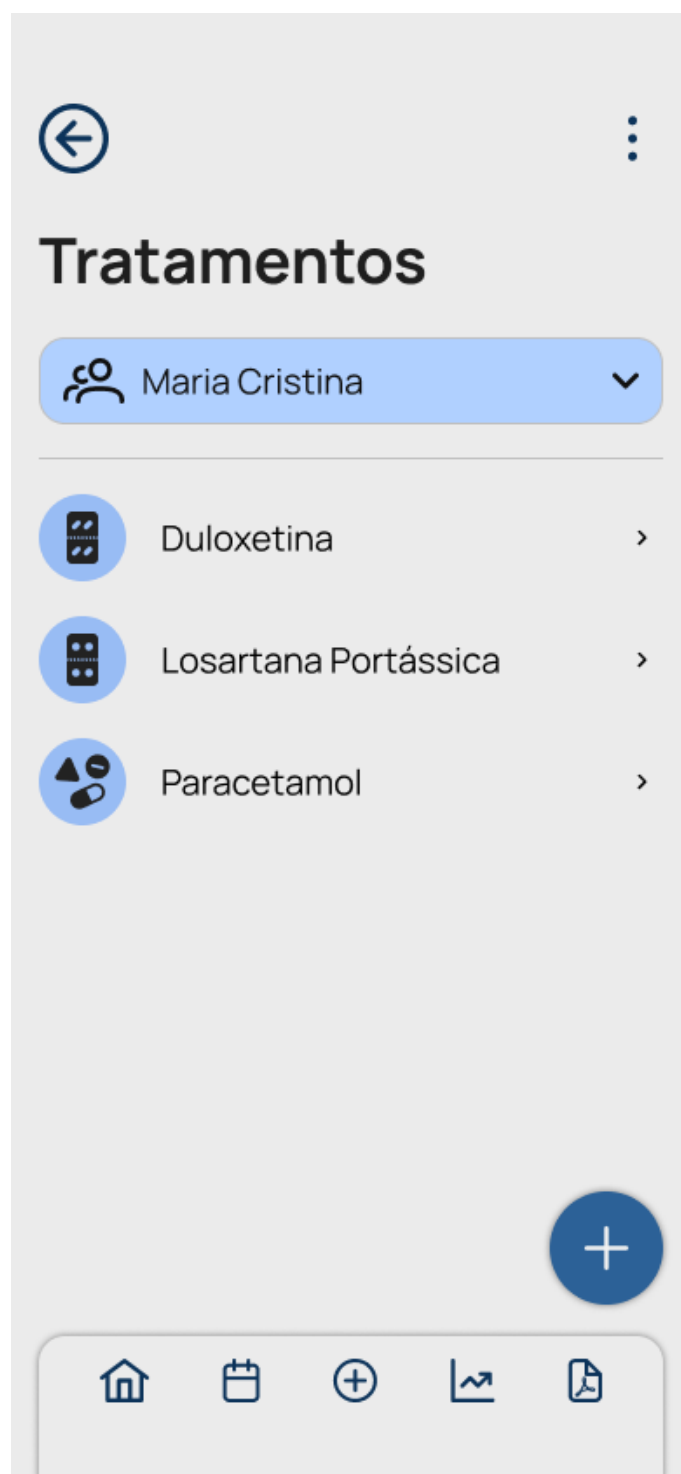 Tratamentos
Maria Cristina
Duloxetina
Losartana Portássica
Paracetamol